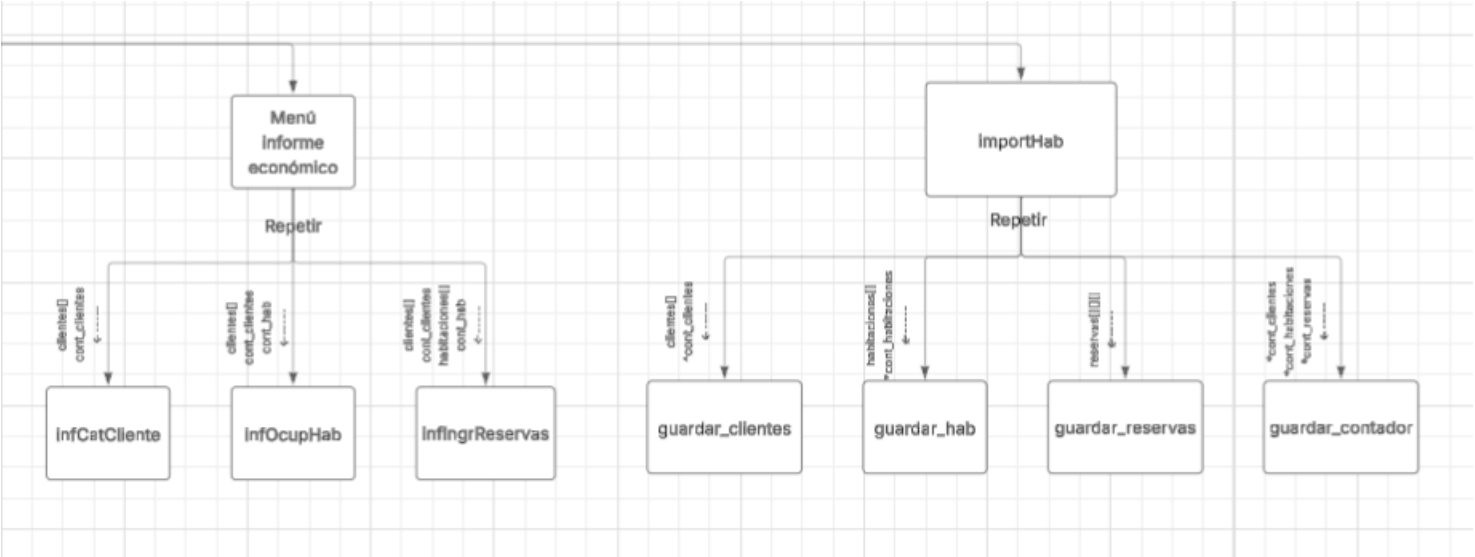 Menú
informe
económico
importHab
Repetir
Repetir
clientes[]
cont_clientes
clientes[]
cont_clientes
cont_hab
clientes[]
cont_clientes
habitaciones[]
cont_hab
clientes[]
*cont_clientes
habitaciones[]
*cont_habitaciones
reservas[][][]
*cont_clientes
*cont_habitaciones
*cont_reservas
infCatCliente
infOcupHab
infIngrReservas
guardar_clientes
guardar_hab
guardar_reservas
guardar_contador